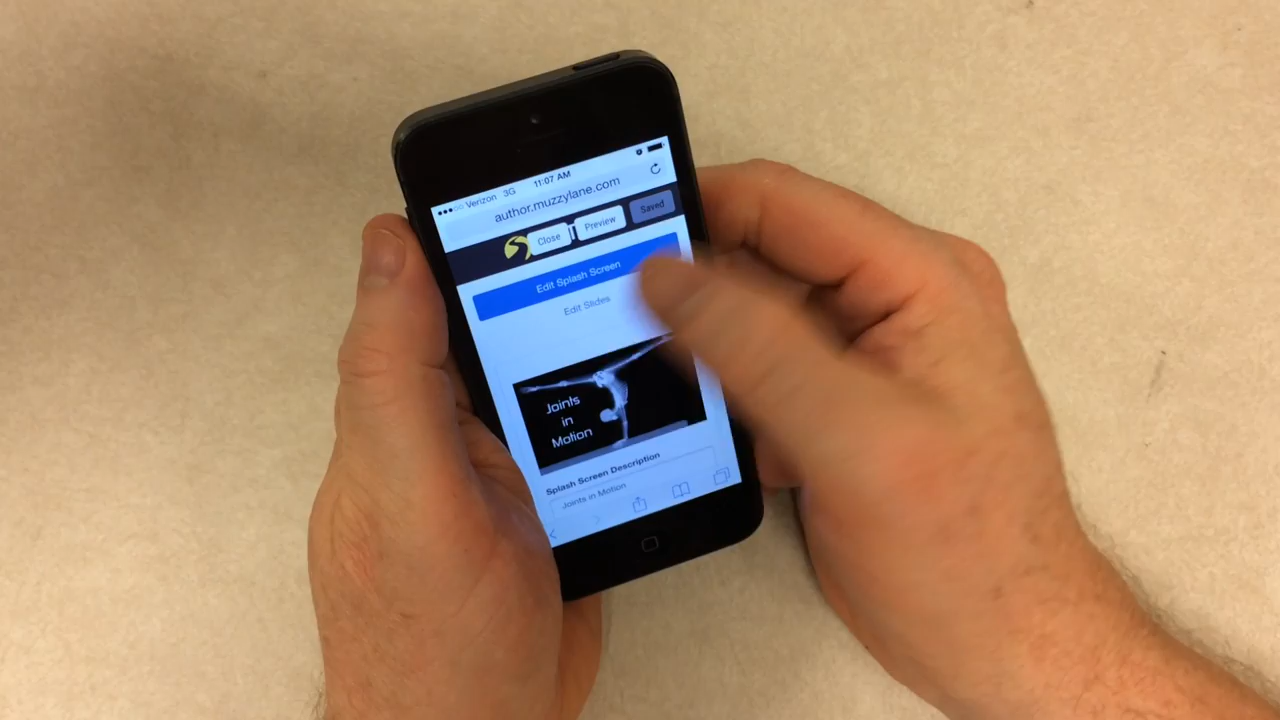 Verizon 3G 11:07 AM
author.muzzylane.com
Close Preview Saved
Edit Splash Screen
Edit Slides
Joints
in
Motion
Splash Screen Description
Joints in Motion